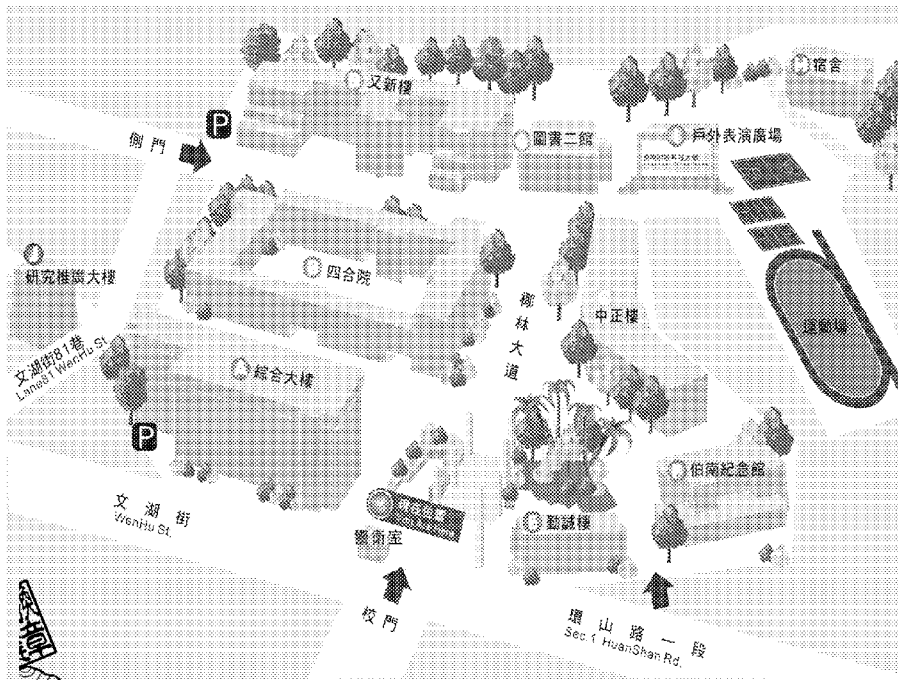 宿舍
又新樓
P
圖書二館
戶外表演廣場
側門
研究推廣大樓
四合院
椰林大道
中正樓
運動場
文湖街81巷
Lane81 WenHu St.
綜合大樓
P
伯衛紀念館
文湖街
WenHu St.
警衛室
勤誠樓
校門
環山路一段
Sec.1 HuanShan Rd.
章